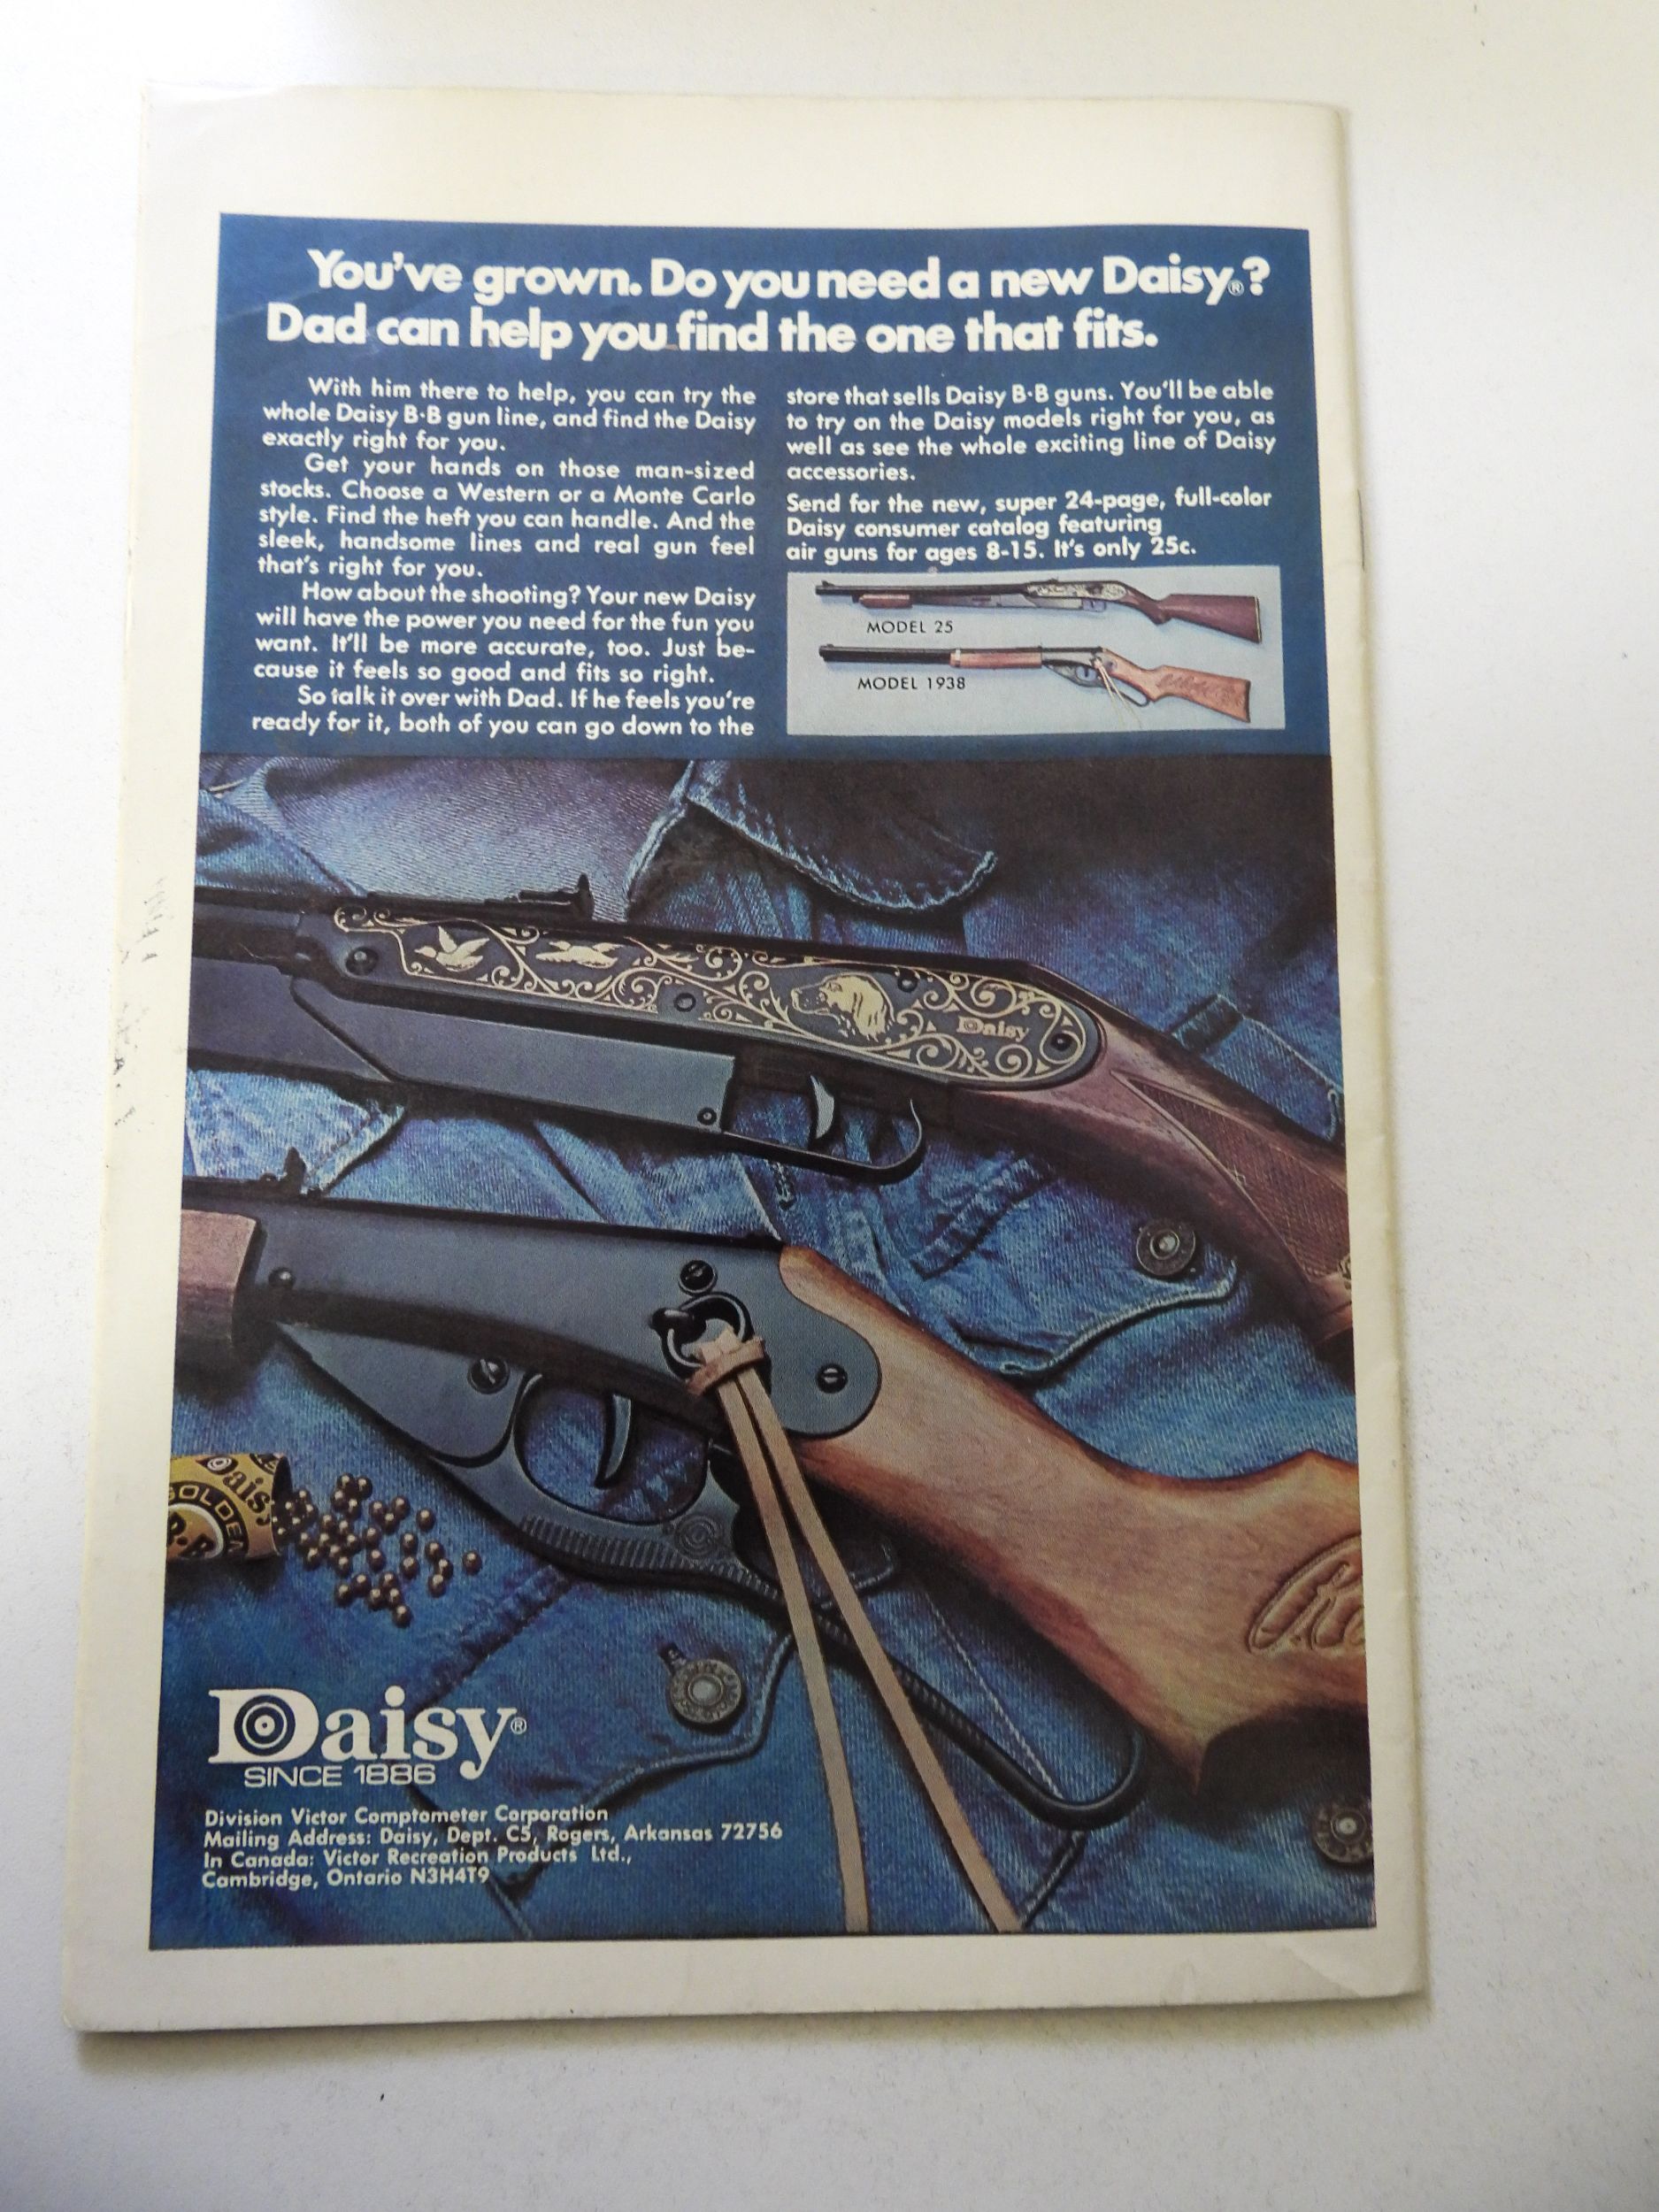 You've grown. Do you need a new Daisy®?
Dad can help you find the one that fits.
With him there to help, you can try the
whole Daisy B·B gun line, and find the Daisy
exactly right for you.
Get your hands on those man-sized
stocks. Choose a Western or a Monte Carlo
style. Find the heft you can handle. And the
sleek, handsome lines and real gun feel
that's right for you.
How about the shooting? Your new Daisy
will have the power you need for the fun you
want. It'll be more accurate, too. Just be-
cause it feels so good and fits so right.
So talk it over with Dad. If he feels you're
ready for it, both of you can go down to the
store that sells Daisy B·B guns. You'll be able
to try on the Daisy models right for you, as
well as see the whole exciting line of Daisy
accessories.
Send for the new, super 24-page, full-color
Daisy consumer catalog featuring
air guns for ages 8-15. It's only 25c.
MODEL 25
MODEL 1938
Daisy
Daisy
GOLDEN
B·B
Daisy®
SINCE 1886
Division Victor Comptometer Corporation
Mailing Address: Daisy, Dept. C5, Rogers, Arkansas 72756
In Canada: Victor Recreation Products Ltd.,
Cambridge, Ontario N3H4T9